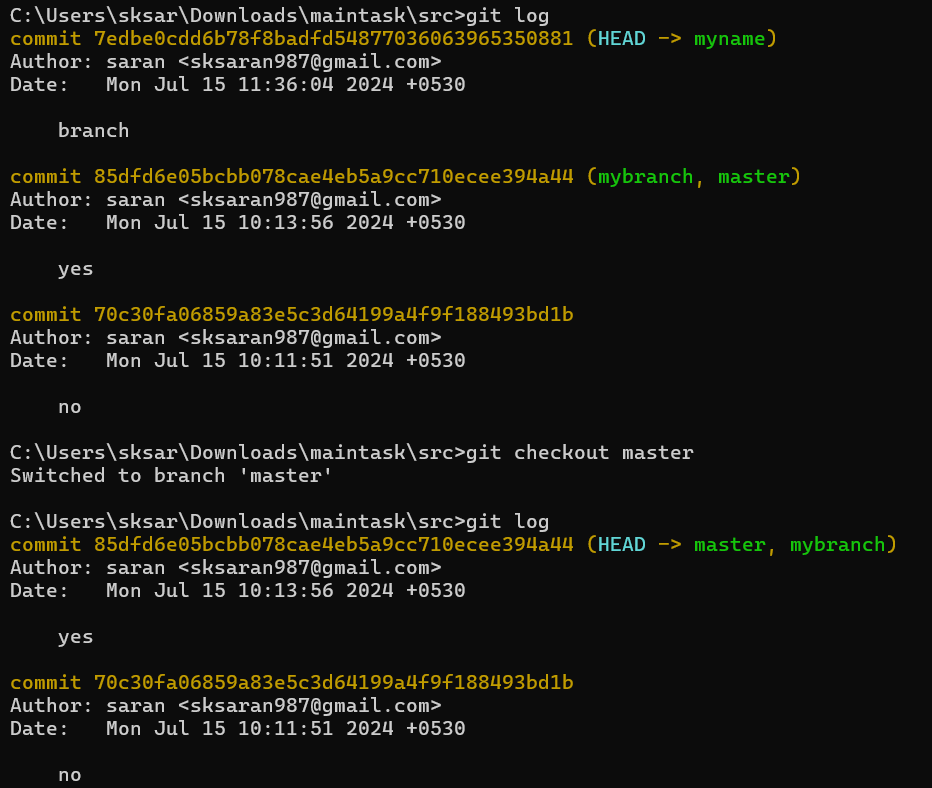 C:\Users\sksar\Downloads\maintask\src>git log
commit 7edbe0cdd6b78f8badfd54877036063965350881 (HEAD -> myname)
Author: saran <sksaran987@gmail.com>
Date:   Mon Jul 15 11:36:04 2024 +0530
branch
commit 85dfd6e05bcbb078cae4eb5a9cc710ecee394a44 (mybranch, master)
Author: saran <sksaran987@gmail.com>
Date:   Mon Jul 15 10:13:56 2024 +0530
yes
commit 70c30fa06859a83e5c3d64199a4f9f188493bd1b
Author: saran <sksaran987@gmail.com>
Date:   Mon Jul 15 10:11:51 2024 +0530
no
C:\Users\sksar\Downloads\maintask\src>git checkout master
Switched to branch 'master'
C:\Users\sksar\Downloads\maintask\src>git log
commit 85dfd6e05bcbb078cae4eb5a9cc710ecee394a44 (HEAD -> master, mybranch)
Author: saran <sksaran987@gmail.com>
Date:   Mon Jul 15 10:13:56 2024 +0530
yes
commit 70c30fa06859a83e5c3d64199a4f9f188493bd1b
Author: saran <sksaran987@gmail.com>
Date:   Mon Jul 15 10:11:51 2024 +0530
no